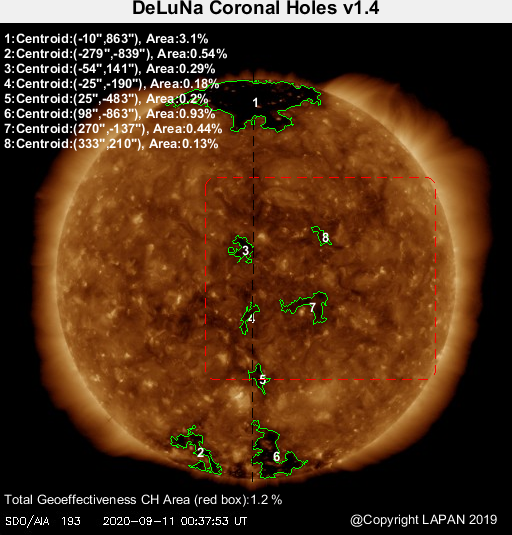 DeLuNa Coronal Holes v1.4
1:Centroid:(-10",863"), Area:3.1%
2:Centroid:(-279",-839"), Area:0.54%
3:Centroid:(-54",141"), Area:0.29%
4:Centroid:(-25",-190"), Area:0.18%
5:Centroid:(25",-483"), Area:0.2%
6:Centroid:(98",-863"), Area:0.93%
7:Centroid:(270",-137"), Area:0.44%
8:Centroid:(333",210"), Area:0.13%
1
8
3
7
4
5
2
6
Total Geoeffectiveness CH Area (red box):1.2 %
SDO/AIA 193 2020-09-11 00:37:53 UT
@Copyright LAPAN 2019